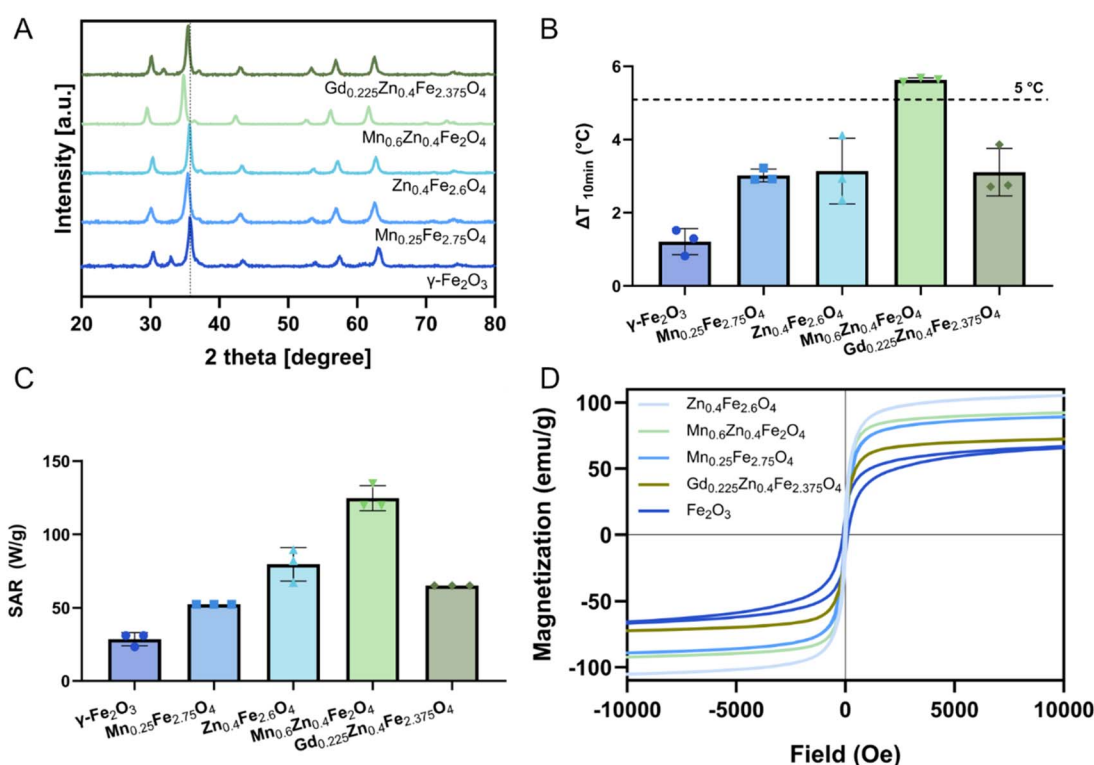 A
Intensity [a.u.]
Gd0.225Zn0.4Fe2.375O4
Mn0.6Zn0.4Fe2O4
Zn0.4Fe2.6O4
Mn0.25Fe2.75O4
γ-Fe2O3
20 30 40 50 60 70 80
2 theta [degree]
B
ΔT 10min (°C)
6
4
2
0
5 °C
γ-Fe2O3
Mn0.25Fe2.75O4
Zn0.4Fe2.6O4
Mn0.6Zn0.4Fe2O4
Gd0.225Zn0.4Fe2.375O4
C
SAR (W/g)
150
100
50
0
γ-Fe2O3
Mn0.25Fe2.75O4
Zn0.4Fe2.6O4
Mn0.6Zn0.4Fe2O4
Gd0.225Zn0.4Fe2.375O4
D
Magnetization (emu/g)
100
50
0
-50
-100
Zn0.4Fe2.6O4
Mn0.6Zn0.4Fe2O4
Mn0.25Fe2.75O4
Gd0.225Zn0.4Fe2.375O4
Fe2O3
-10000 -5000 0 5000 10000
Field (Oe)